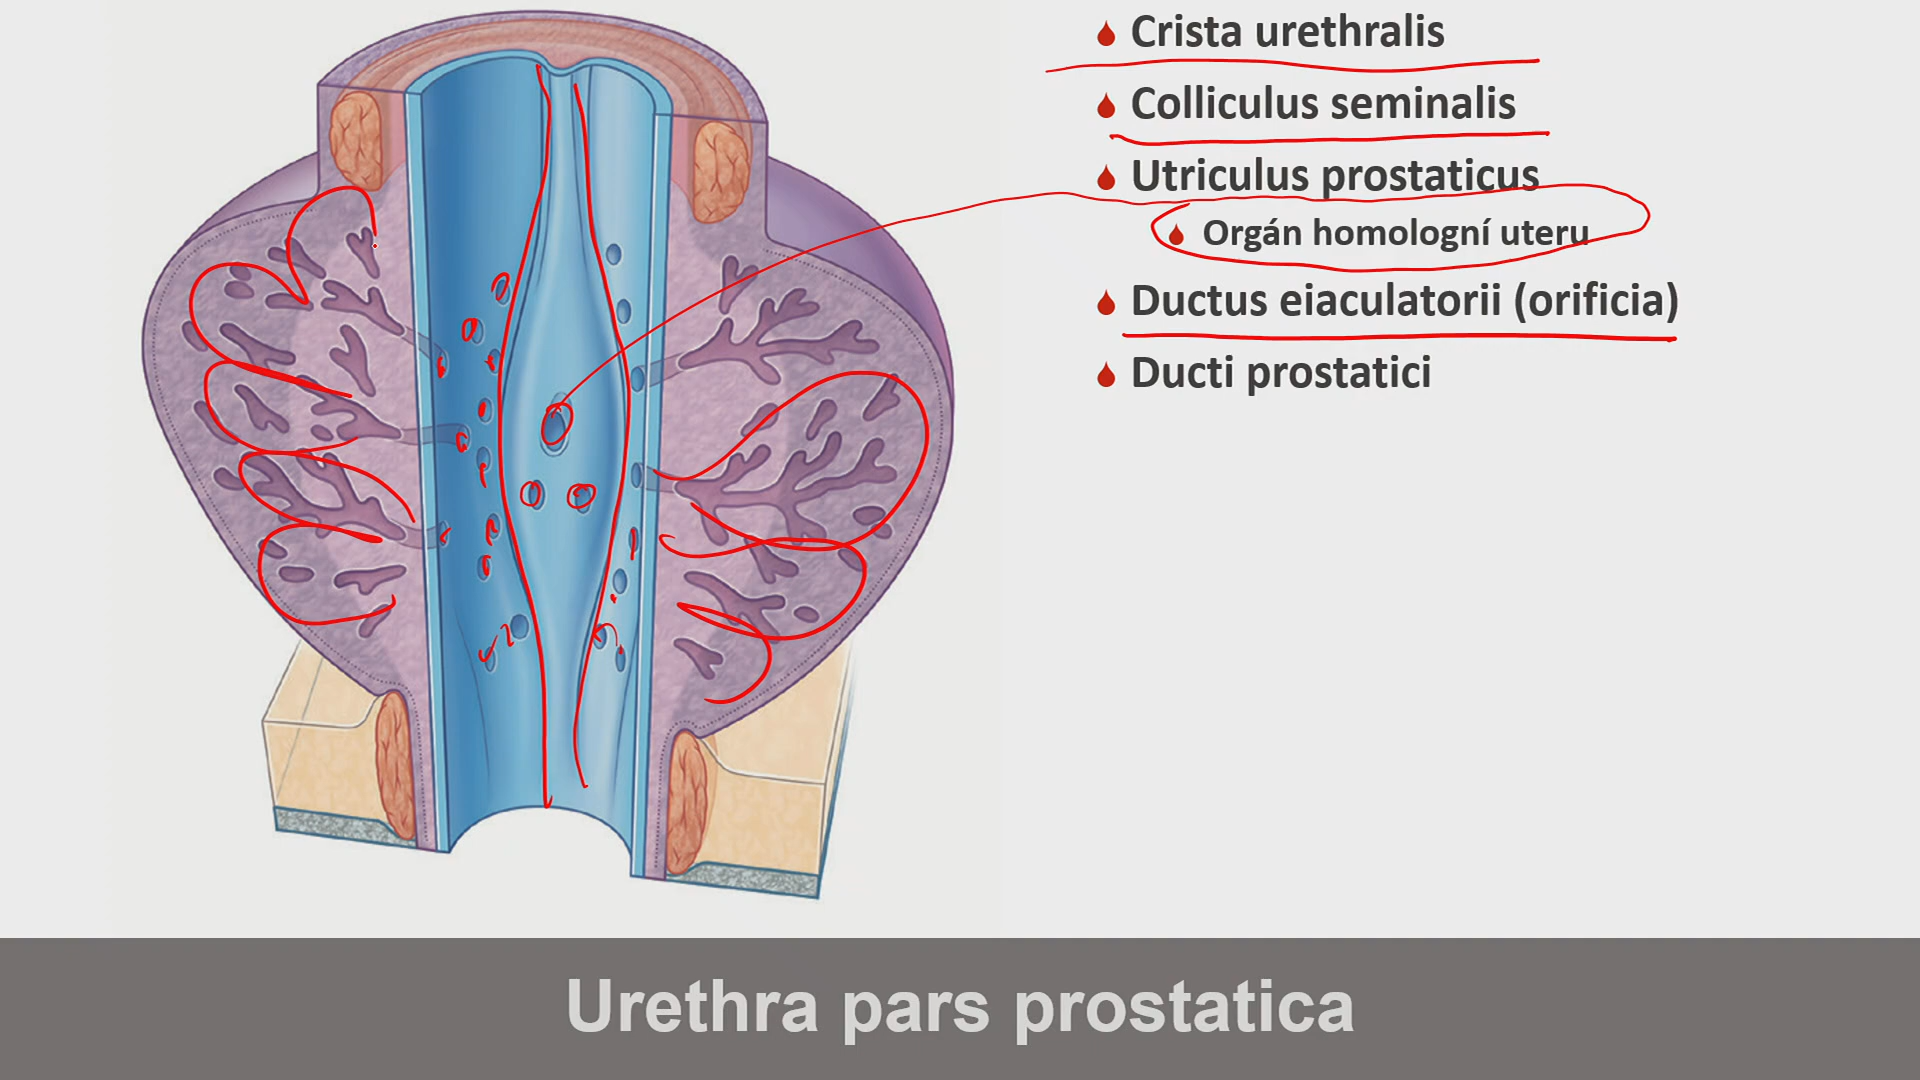 Crista urethralis
Colliculus seminalis
Utriculus prostaticus
Orgán homologní uteru
Ductus eiaculatorii (orificia)
Ducti prostatici
Urethra pars prostatica